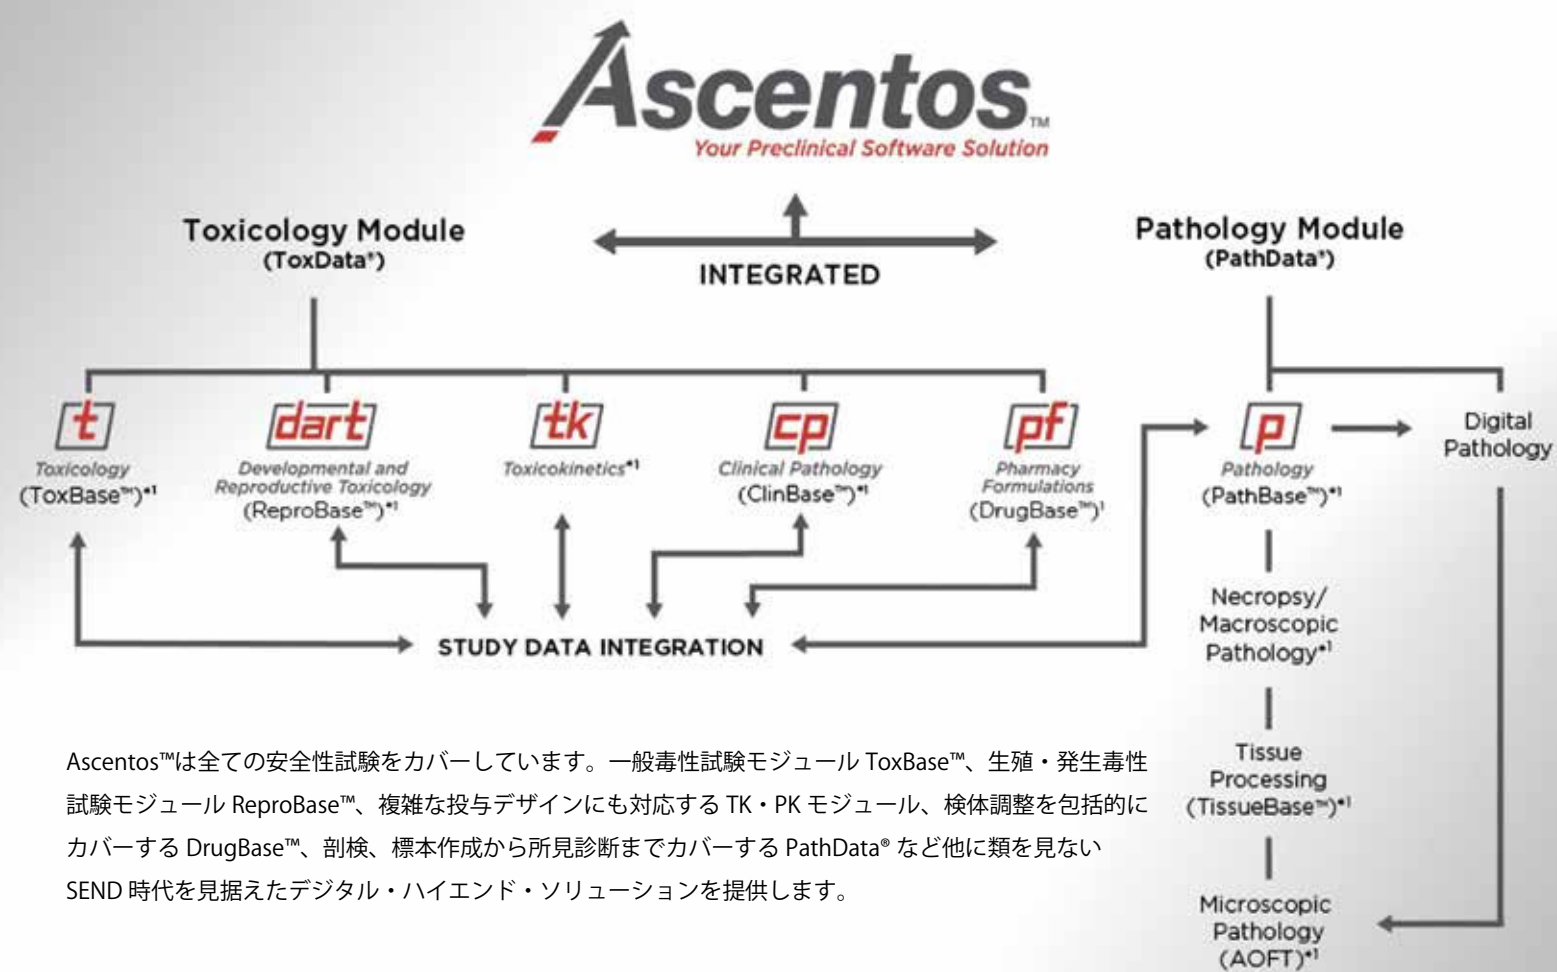 Ascentos™
Your Preclinical Software Solution
Toxicology Module
(ToxData®)
INTEGRATED
Pathology Module
(PathData®)
t
Toxicology
(ToxBase™)*1
dart
Developmental and
Reproductive Toxicology
(ReproBase™)*1
tk
Toxicokinetics*1
cp
Clinical Pathology
(ClinBase™)*1
pf
Pharmacy
Formulations
(DrugBase™)1
p
Pathology
(PathBase™)*1
Digital
Pathology
STUDY DATA INTEGRATION
Necropsy/
Macroscopic
Pathology*1
Tissue
Processing
(TissueBase™)*1
Microscopic
Pathology
(AOFT)*1
Ascentos™は全ての安全性試験をカバーしています。一般毒性試験モジュール ToxBase™、生殖・発生毒性
試験モジュール ReproBase™、複雑な投与デザインにも対応する TK・PK モジュール、検体調整を包括的に
カバーする DrugBase™、剖検、標本作成から所見診断までカバーする PathData® など他に類を見ない
SEND 時代を見据えたデジタル・ハイエンド・ソリューションを提供します。